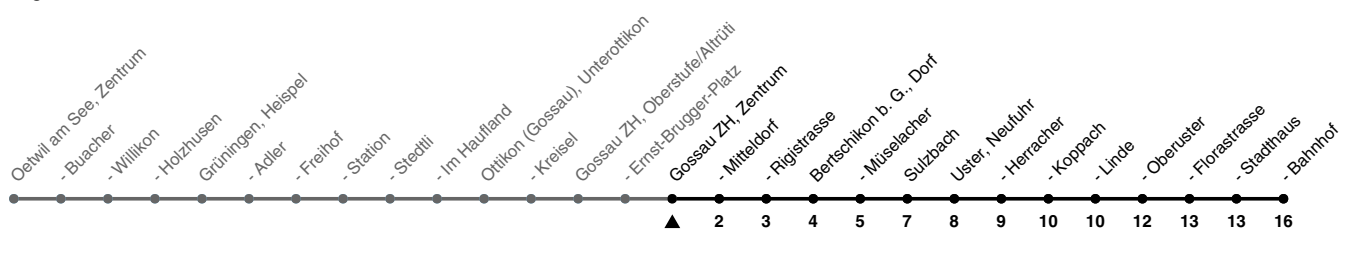 Oetwil am See, Zentrum
- Buacher
- Willikon
- Holzhusen
Grüningen, Heispel
- Adler
- Freihof
- Station
- Stedtli
- Im Haufland
Ottikon (Gossau), Unterottikon
- Kreisel
Gossau ZH, Oberstufe/Altrüti
- Ernst-Brugger-Platz
Gossau ZH, Zentrum
- Mitteldorf
- Rigistrasse
Bertschikon b. G., Dorf
- Müselacher
Sulzbach
Uster, Neufuhr
- Herracher
- Koppach
- Linde
- Oberuster
- Florastrasse
- Stadthaus
- Bahnhof
2 3 4 5 7 8 9 10 10 12 13 13 16